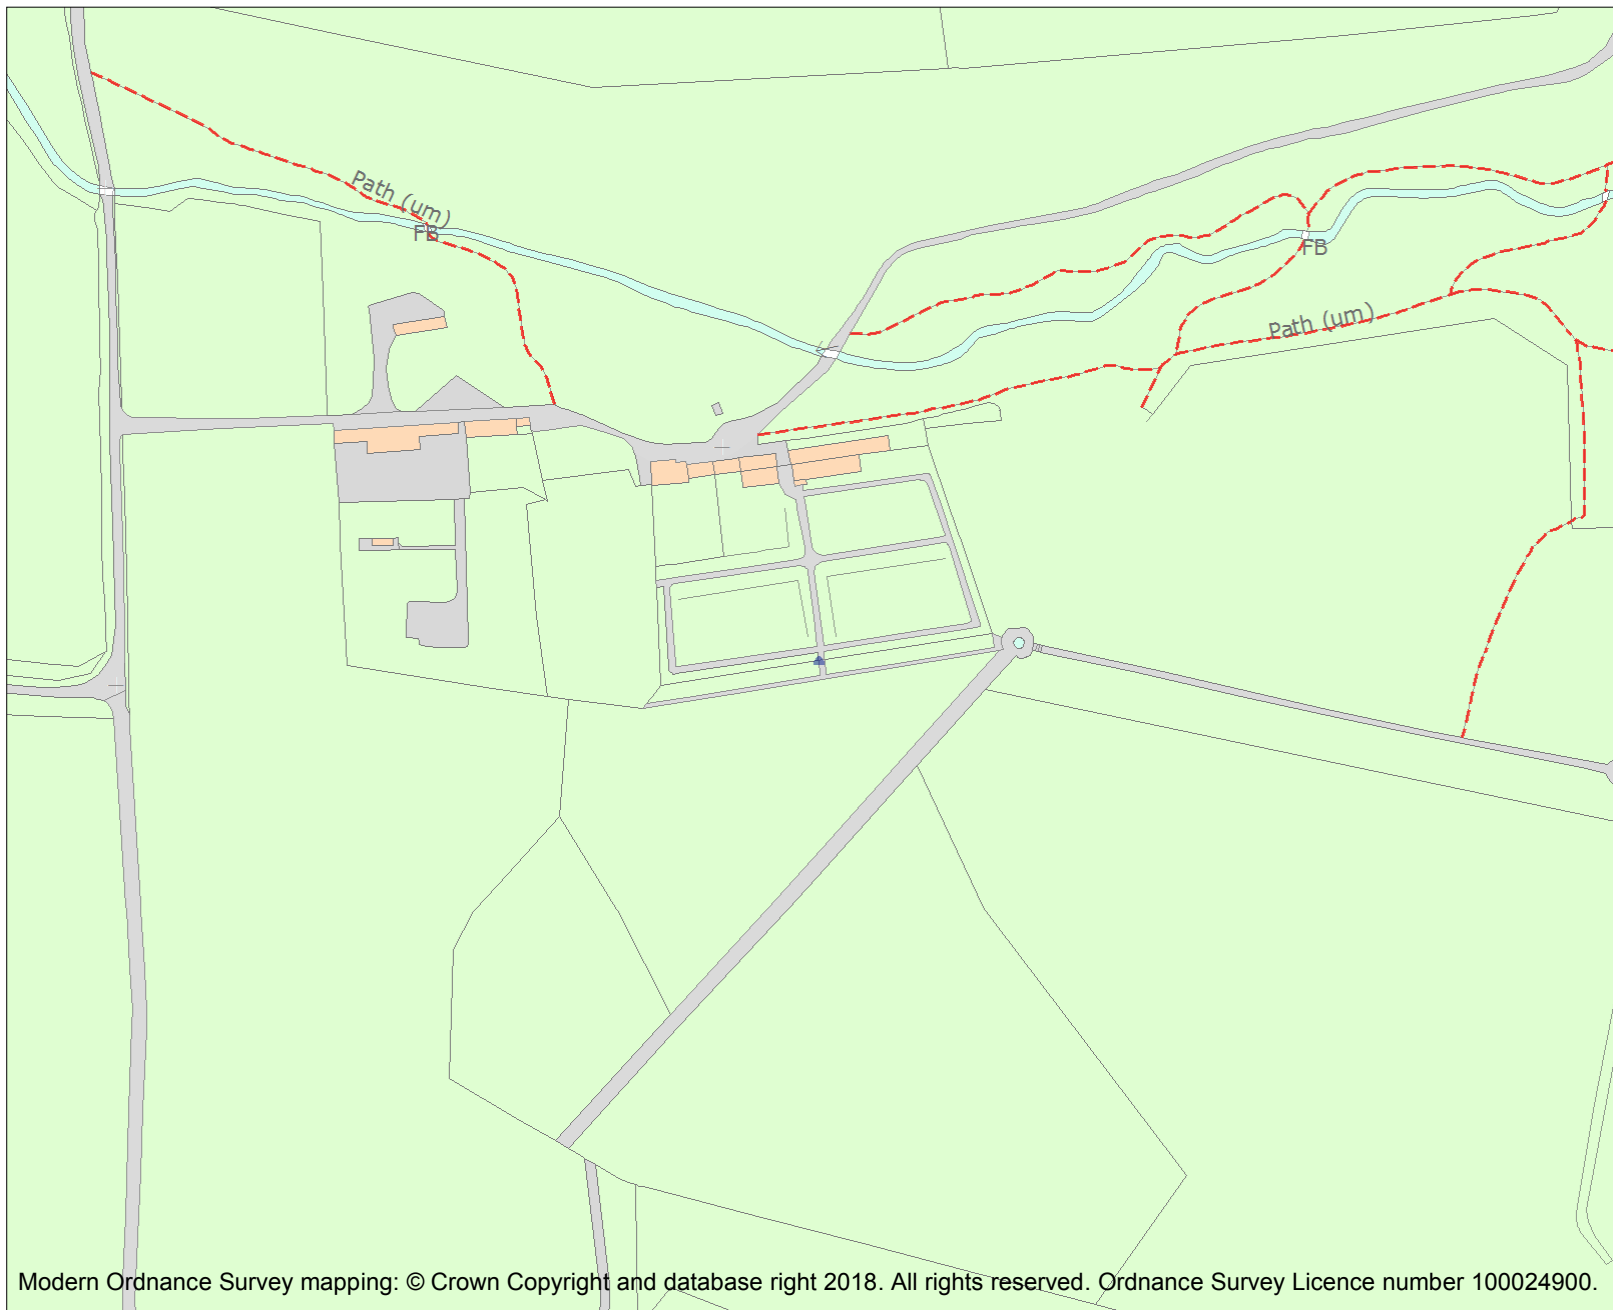 Path (um)
FB
FB
Path (um)
Modern Ordnance Survey mapping: © Crown Copyright and database right 2018. All rights reserved. Ordnance Survey Licence number 100024900.